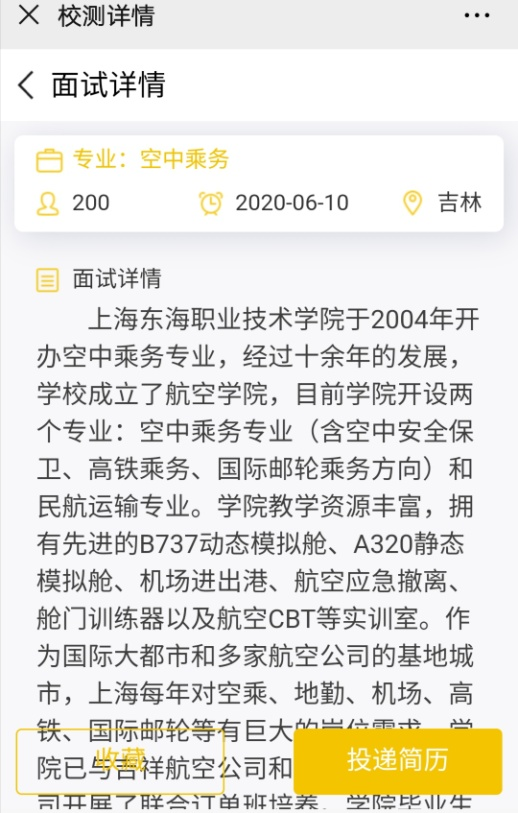 校测详情
面试详情
专业：空中乘务
200
2020-06-10
吉林
面试详情
上海东海职业技术学院于2004年开
办空中乘务专业，经过十余年的发展，
学校成立了航空学院，目前学院开设两
个专业：空中乘务专业（含空中安全保
卫、高铁乘务、国际邮轮乘务方向）和
民航运输专业。学院教学资源丰富，拥
有先进的B737动态模拟舱、A320静态
模拟舱、机场进出港、航空应急撤离、
舱门训练器以及航空CBT等实训室。作
为国际大都市和多家航空公司的基地城
市，上海每年对空乘、地勤、机场、高
铁、国际邮轮等有巨大的岗位需求，学
院已与吉祥航空公司和
司开展了联合订单班培养，学院毕业生
收藏
投递简历